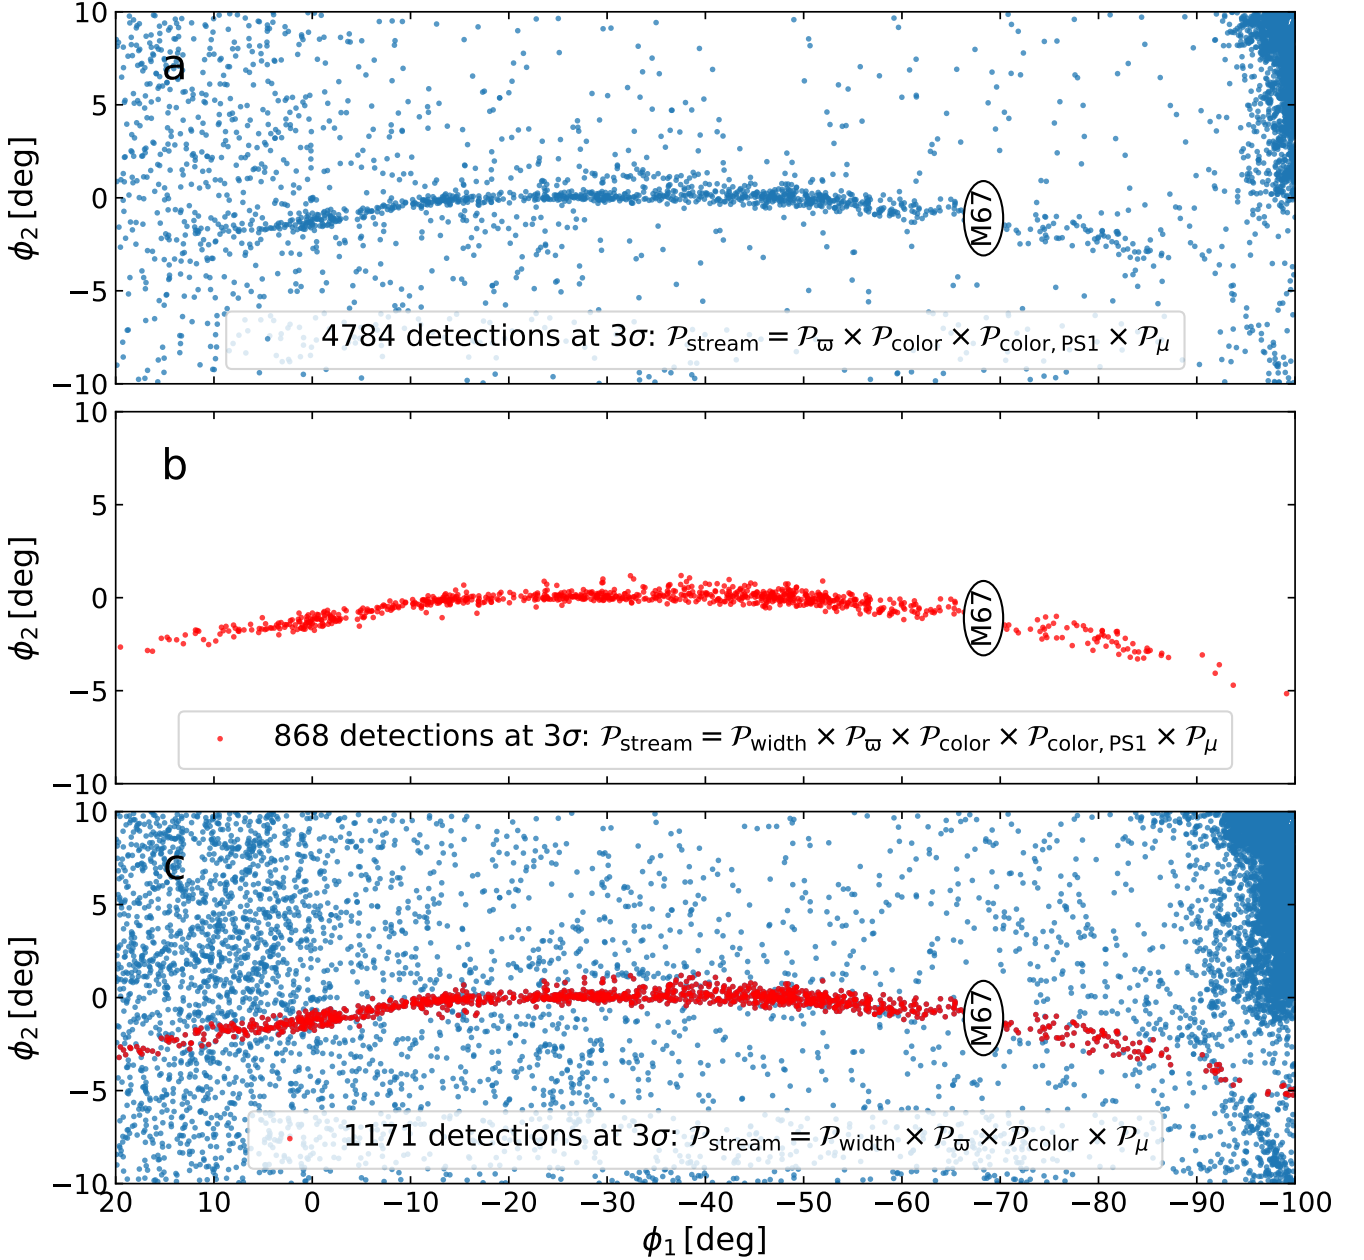 a
10
5
0
−5
−10
ϕ2 [deg]
M67
4784 detections at 3σ: 𝒫stream = 𝒫ϖ × 𝒫color × 𝒫color, PS1 × 𝒫μ
b
10
5
0
−5
−10
ϕ2 [deg]
M67
868 detections at 3σ: 𝒫stream = 𝒫width × 𝒫ϖ × 𝒫color × 𝒫color, PS1 × 𝒫μ
c
10
5
0
−5
−10
ϕ2 [deg]
M67
1171 detections at 3σ: 𝒫stream = 𝒫width × 𝒫ϖ × 𝒫color × 𝒫μ
20 10 0 −10 −20 −30 −40 −50 −60 −70 −80 −90 −100
ϕ1 [deg]